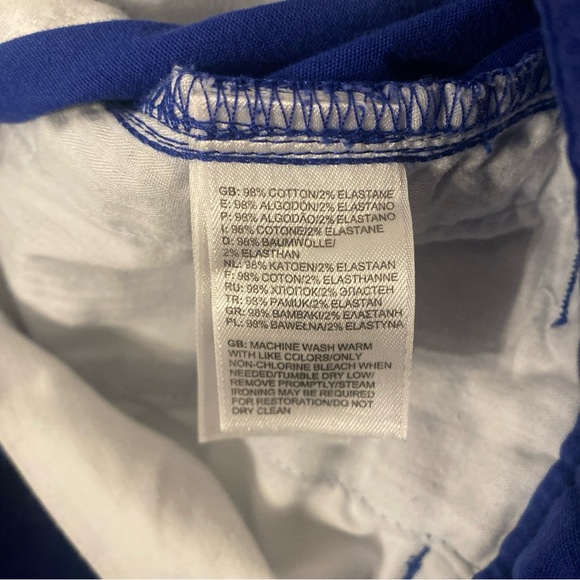 GB: 98% COTTON/2% ELASTANE
E: 98% ALGODÓN/2% ELASTANO
P: 98% ALGODÃO/2% ELASTANO
I: 98% COTONE/2% ELASTANE
D: 98% BAUMWOLLE/
2% ELASTHAN
NL: 98% KATOEN/2% ELASTAAN
F: 98% COTON/2% ELASTHANNE
RU: 98% ХЛОПОК/2% ЭЛАСТЕН
TR: 98% PAMUK/2% ELASTAN
GR: 98% ΒΑΜΒΑΚΙ/2% ΕΛΑΣΤΑΝΗ
PL: 98% BAWEŁNA/2% ELASTYNA
GB: MACHINE WASH WARM
WITH LIKE COLORS/ONLY
NON-CHLORINE BLEACH WHEN
NEEDED/TUMBLE DRY LOW/
REMOVE PROMPTLY/STEAM
IRONING MAY BE REQUIRED
FOR RESTORATION/DO NOT
DRY CLEAN